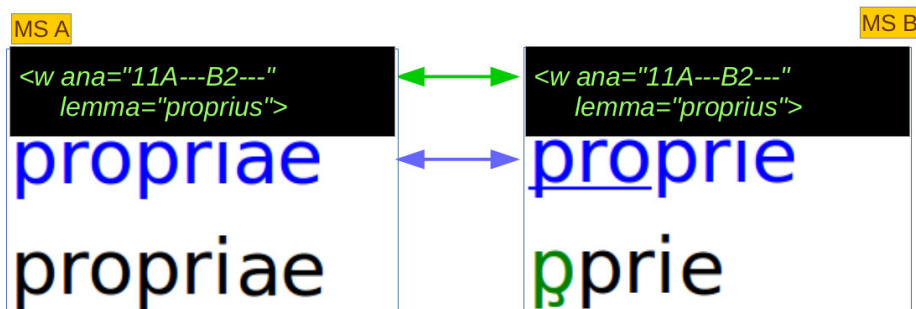 MS A
MS B
<w ana="11A---B2---"
lemma="proprius">
<w ana="11A---B2---"
lemma="proprius">
propriae
proprie
propriae
ꝓprie